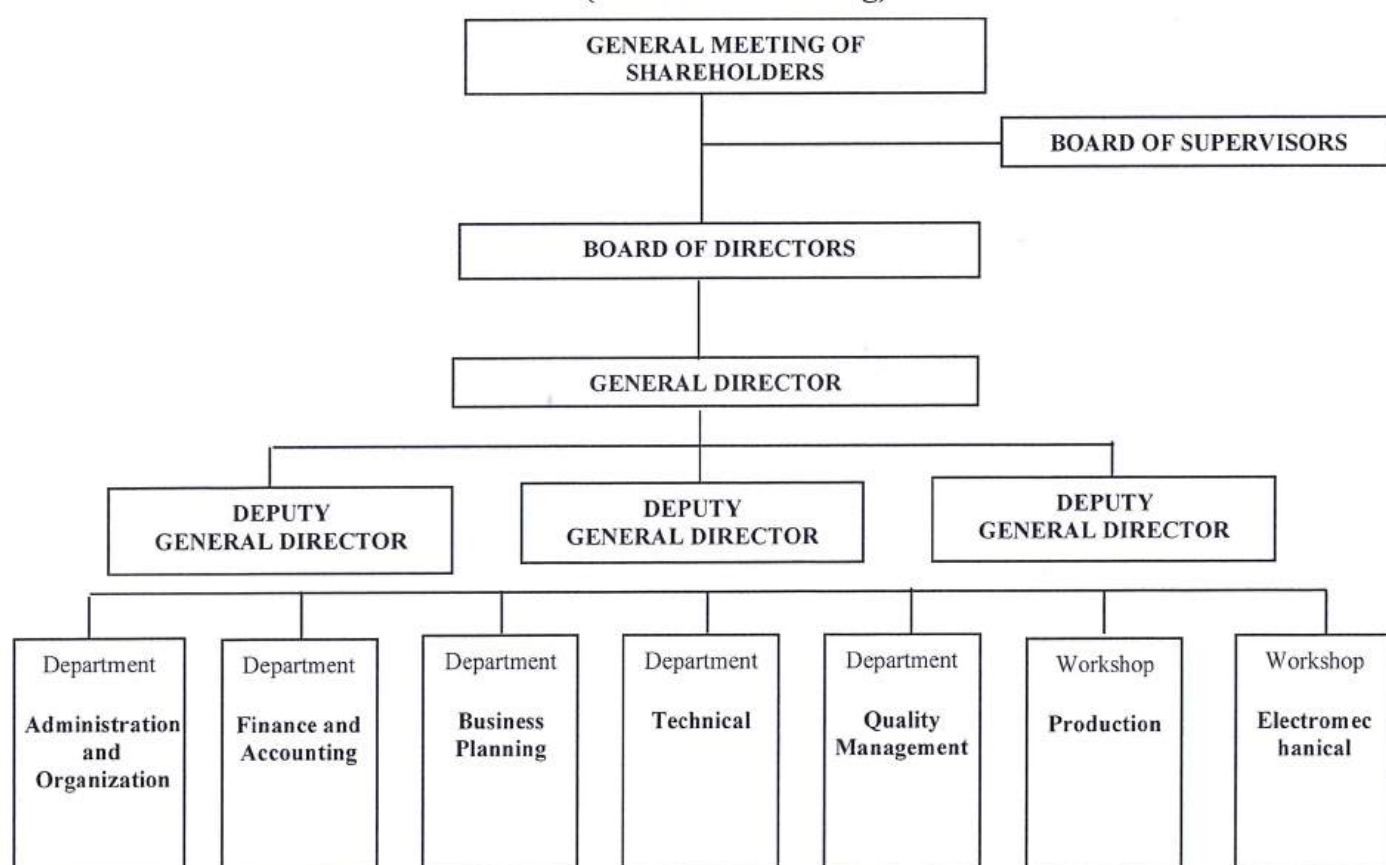 GENERAL MEETING OF
SHAREHOLDERS
BOARD OF SUPERVISORS
BOARD OF DIRECTORS
GENERAL DIRECTOR
DEPUTY
GENERAL DIRECTOR
DEPUTY
GENERAL DIRECTOR
DEPUTY
GENERAL DIRECTOR
Department
Administration
and
Organization
Department
Finance and
Accounting
Department
Business
Planning
Department
Technical
Department
Quality
Management
Workshop
Production
Workshop
Electromec
hanical